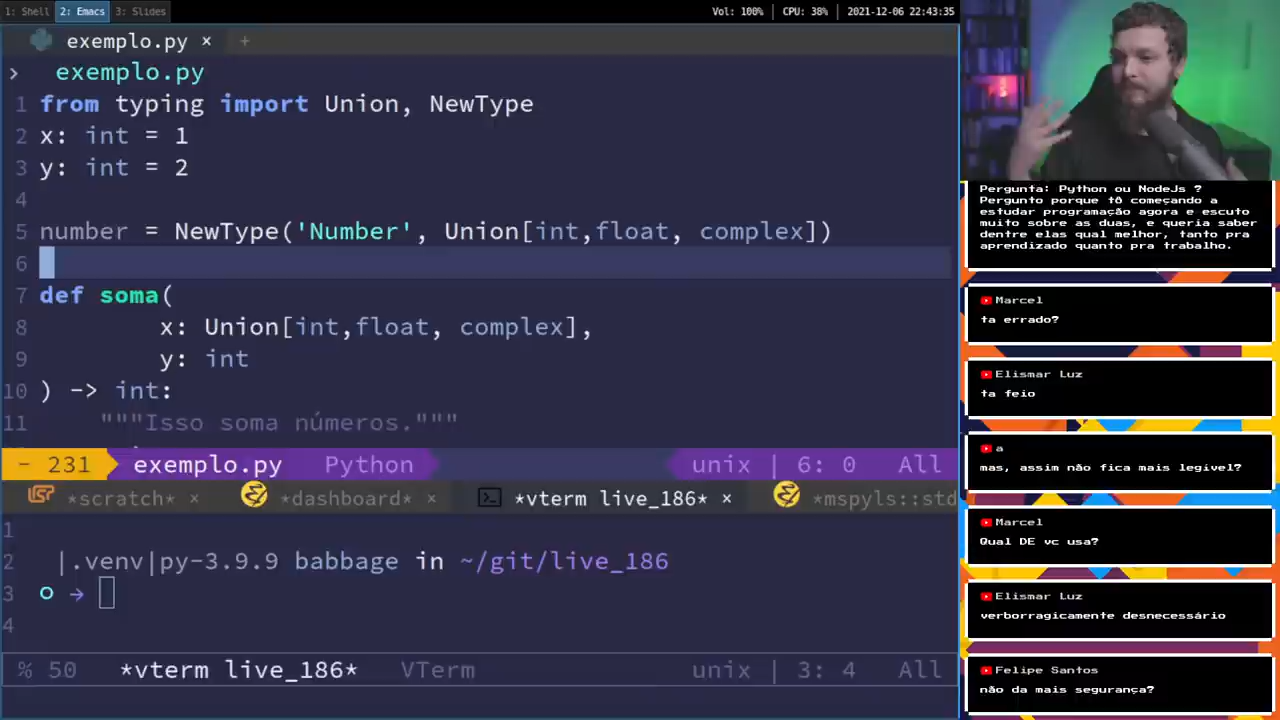 1: Shell 2: Emacs 3: Slides
Vol: 100% | CPU: 38% | 2021-12-06 22:43:35
exemplo.py × +
> exemplo.py
1 from typing import Union, NewType
2 x: int = 1
3 y: int = 2
4
5 number = NewType('Number', Union[int,float, complex])
6
7 def soma(
8 x: Union[int,float, complex],
9 y: int
10 ) -> int:
11 """Isso soma números."""
- 231 exemplo.py Python unix | 6: 0 All
*scratch* × *dashboard* × *vterm live_186* × *mspyls::std
1
2 |.venv|py-3.9.9 babbage in ~/git/live_186
3 O →
4
% 50 *vterm live_186* VTerm unix | 3: 4 All
Pergunta: Python ou NodeJs ?
Pergunto porque tô começando a
estudar programação agora e escuto
muito sobre as duas, e queria saber
dentre elas qual melhor, tanto pra
aprendizado quanto pra trabalho.
Marcel
ta errado?
Elismar Luz
ta feio
a
mas, assim não fica mais legível?
Marcel
Qual DE vc usa?
Elismar Luz
verborragicamente desnecessário
Felipe Santos
não da mais segurança?